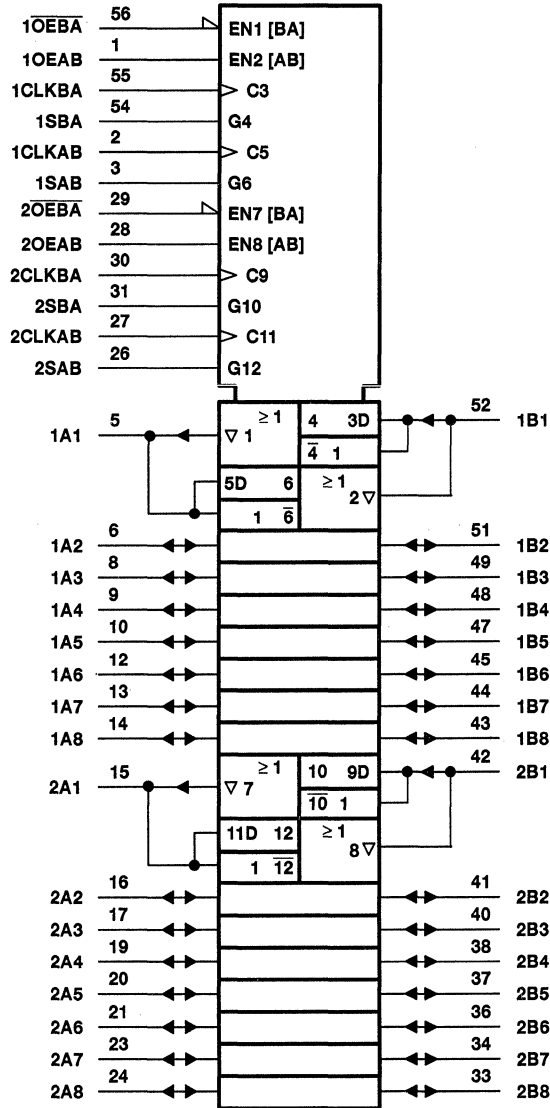 1O̅E̅B̅A̅ 56 EN1 [BA]
1OEAB 1 EN2 [AB]
1CLKBA 55 C3
1SBA 54 G4
1CLKAB 2 C5
1SAB 3 G6
2O̅E̅B̅A̅ 29 EN7 [BA]
2OEAB 28 EN8 [AB]
2CLKBA 30 C9
2SBA 31 G10
2CLKAB 27 C11
2SAB 26 G12
1A1 5 ▽ 1 ≥ 1 4 3D 52 1B1
4̅ 1
5D 6 ≥ 1 2 ▽
1 6̅
1A2 6 51 1B2
1A3 8 49 1B3
1A4 9 48 1B4
1A5 10 47 1B5
1A6 12 45 1B6
1A7 13 44 1B7
1A8 14 43 1B8
2A1 15 ▽ 7 ≥ 1 10 9D 42 2B1
1̅0̅ 1
11D 12 ≥ 1 8 ▽
1 1̅2̅
2A2 16 41 2B2
2A3 17 40 2B3
2A4 19 38 2B4
2A5 20 37 2B5
2A6 21 36 2B6
2A7 23 34 2B7
2A8 24 33 2B8